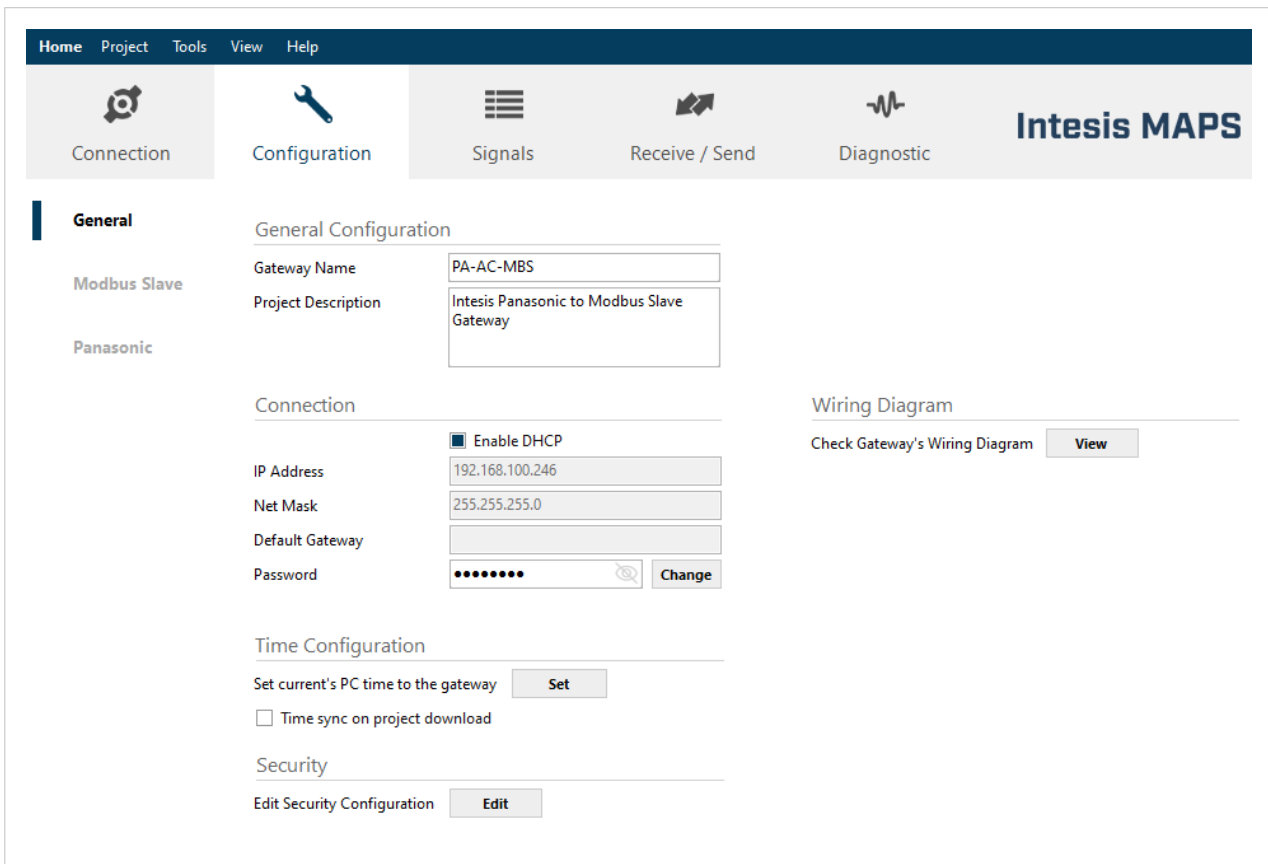 Home Project Tools View Help
Connection Configuration Signals Receive / Send Diagnostic Intesis MAPS
General
Modbus Slave
Panasonic
General Configuration
Gateway Name PA-AC-MBS
Project Description Intesis Panasonic to Modbus Slave
Gateway
Connection
Enable DHCP
IP Address 192.168.100.246
Net Mask 255.255.255.0
Default Gateway
Password •••••••• Change
Wiring Diagram
Check Gateway's Wiring Diagram View
Time Configuration
Set current's PC time to the gateway Set
Time sync on project download
Security
Edit Security Configuration Edit